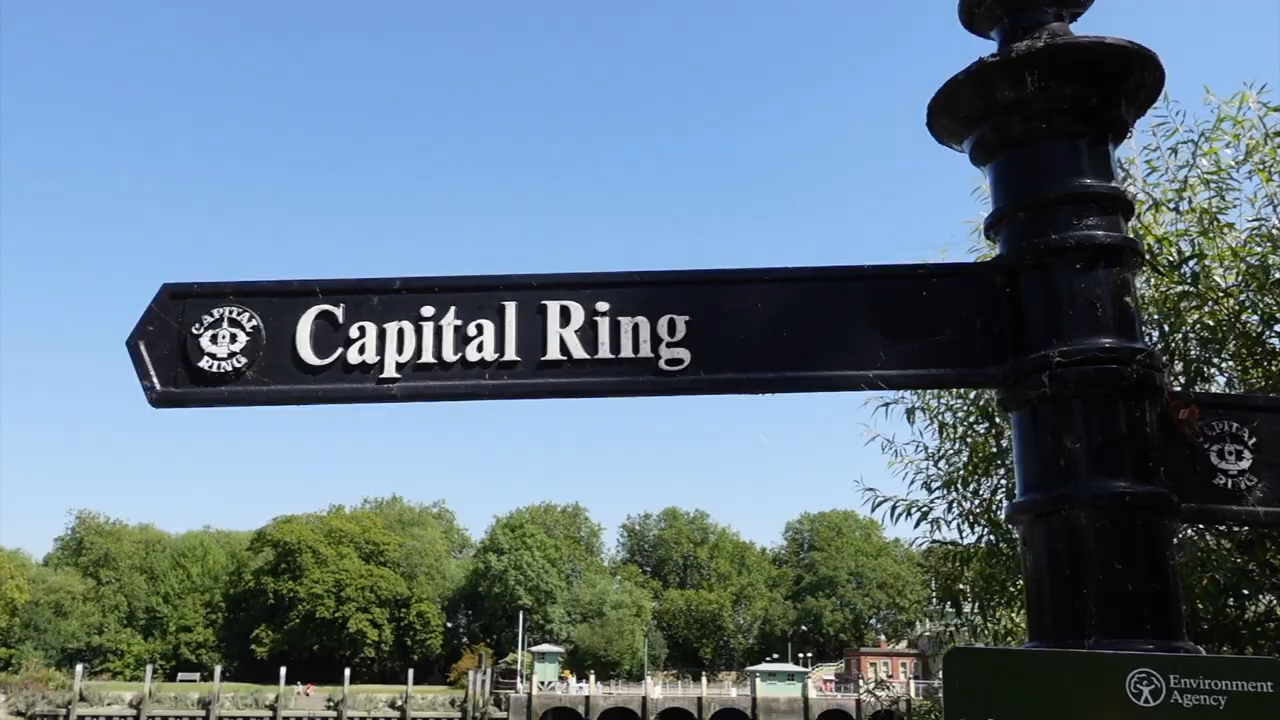 CAPITAL
RING
Capital Ring
CAPITAL
RING
Environment
Agency